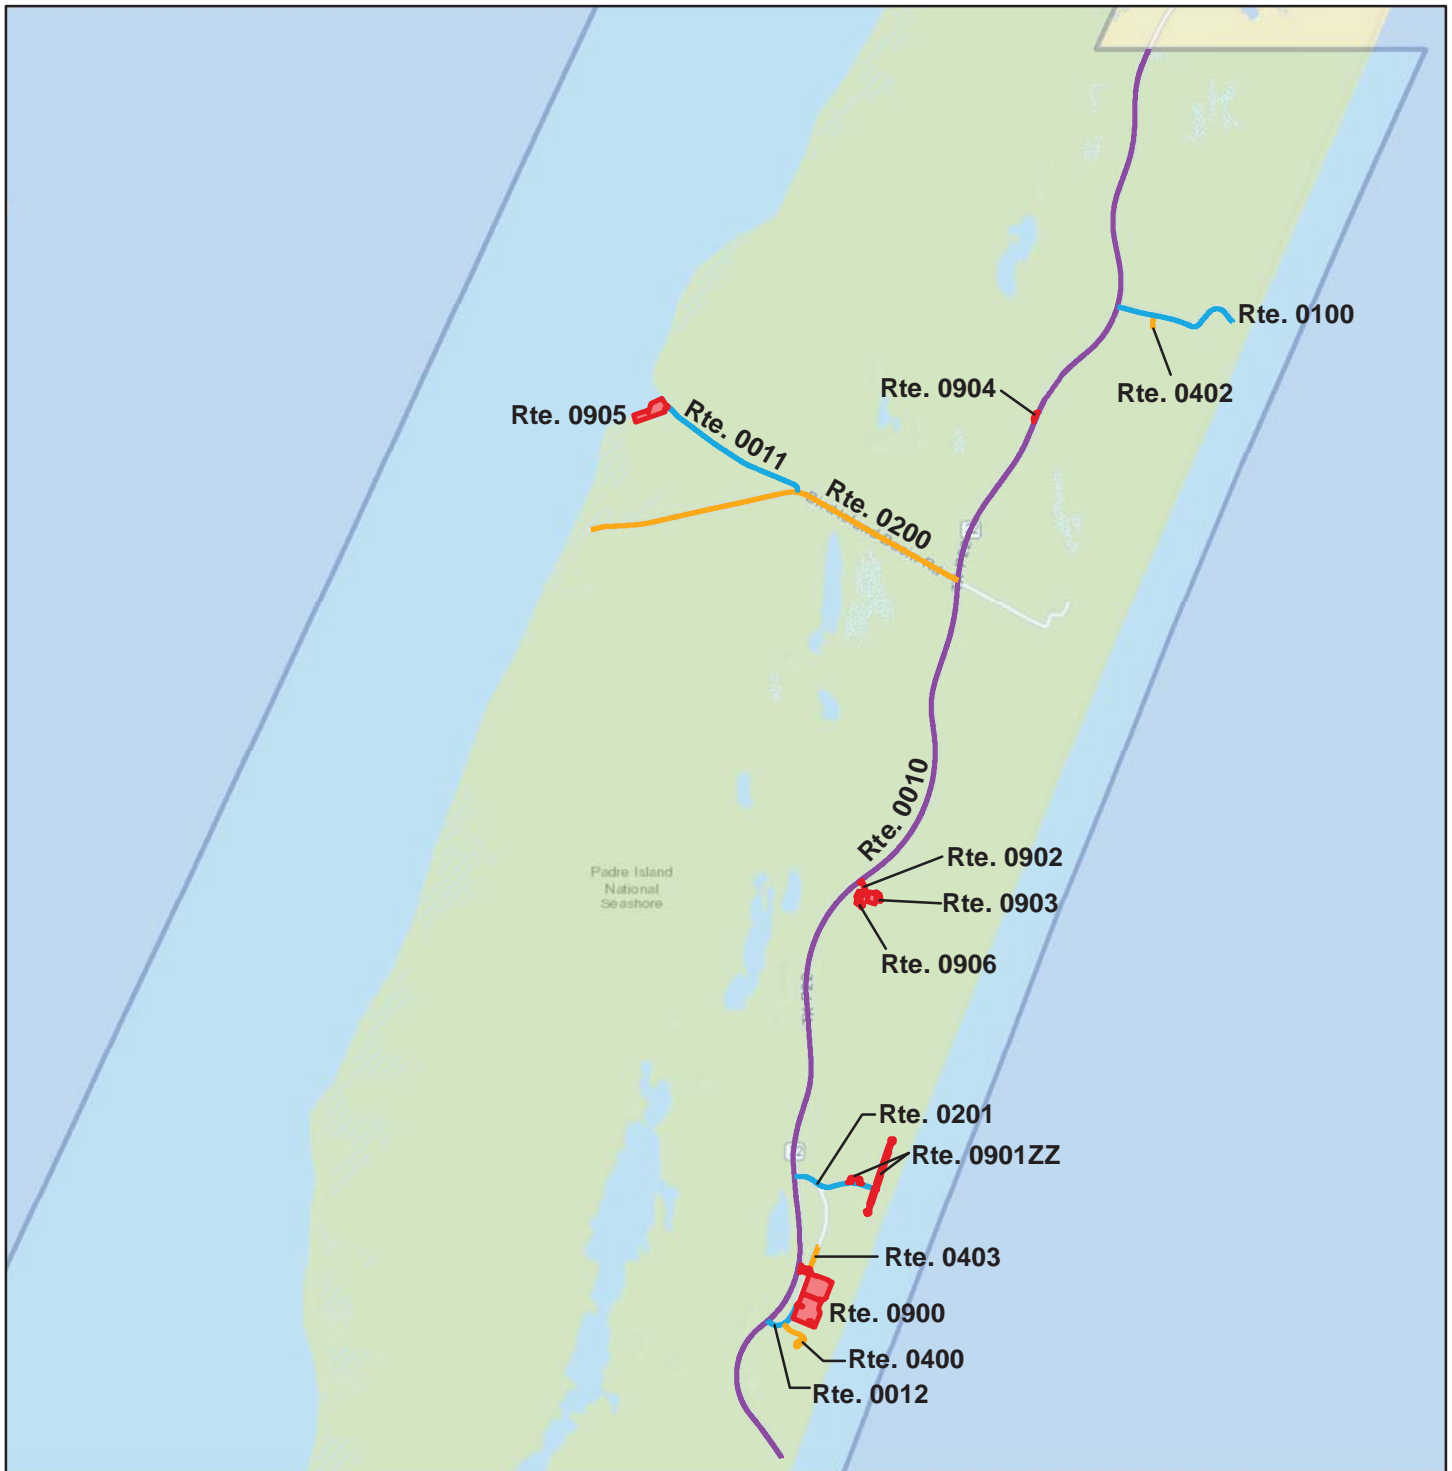 Rte. 0100
Rte. 0402
Rte. 0904
Rte. 0905
Rte. 0011
Rte. 0200
Rte. 0010
Rte. 0902
Padre Island
National
Seashore
Rte. 0903
Rte. 0906
Rte. 0201
22
Rte. 0901ZZ
Rte. 0403
Rte. 0900
Rte. 0400
Rte. 0012